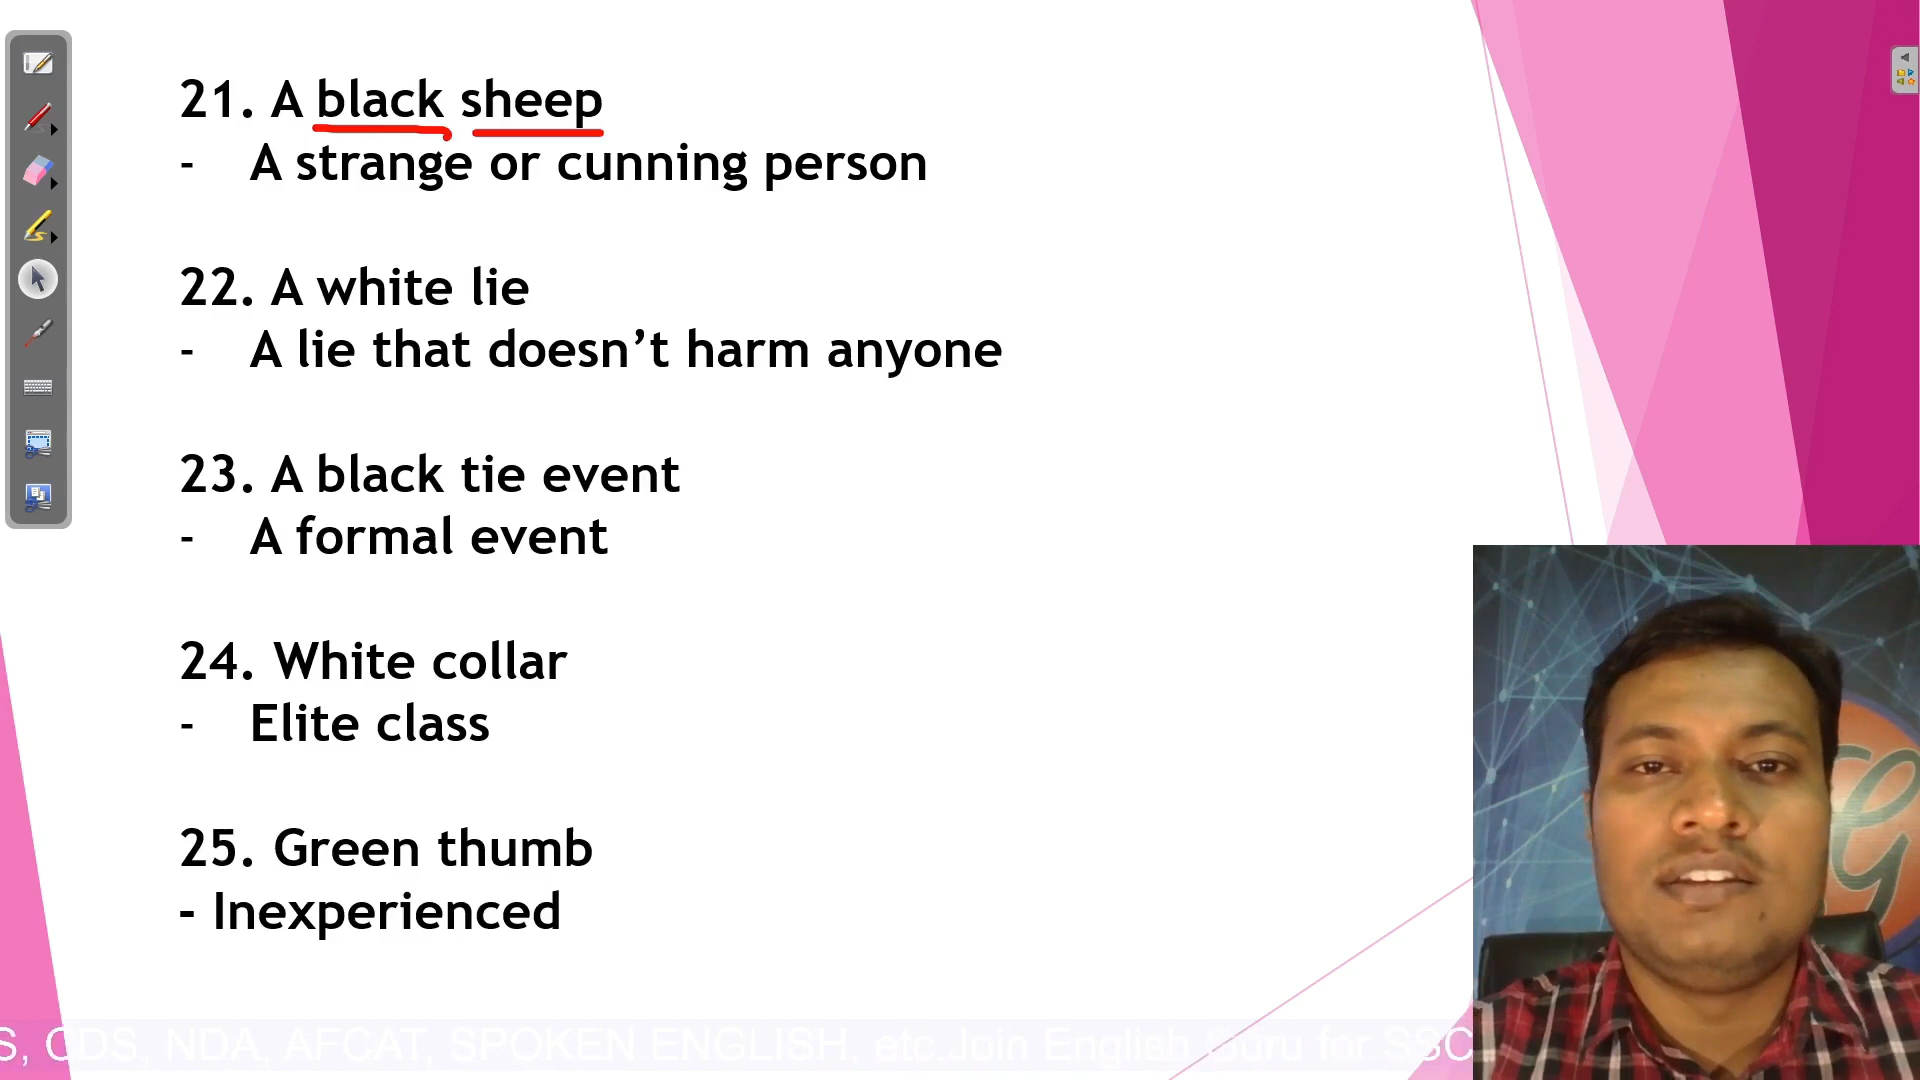 21. A black sheep
- A strange or cunning person
22. A white lie
- A lie that doesn’t harm anyone
23. A black tie event
- A formal event
24. White collar
- Elite class
25. Green thumb
- Inexperienced
S, CDS, NDA, AFCAT, SPOKEN ENGLISH, etc.Join English Guru for SSC
G